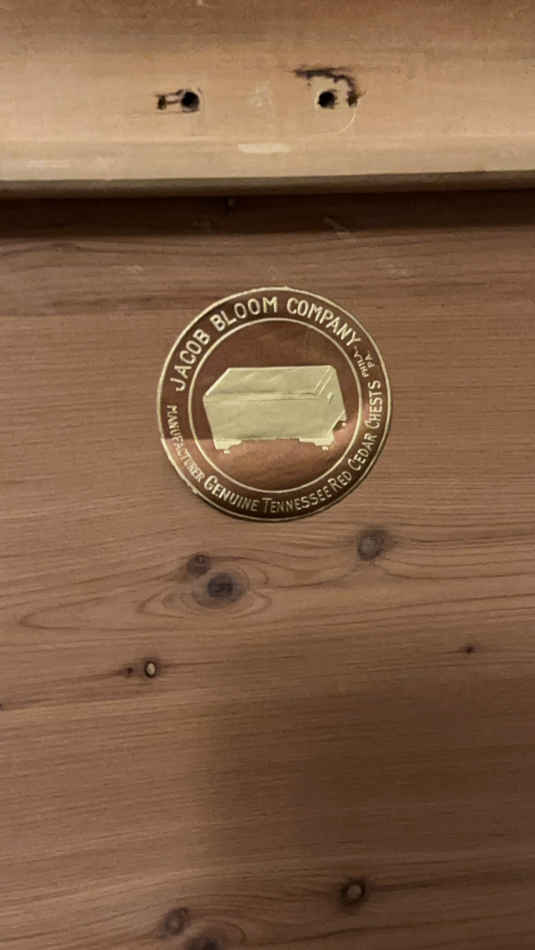 JACOB BLOOM COMPANY
PHILA. PA.
MANUFACTURER GENUINE TENNESSEE RED CEDAR CHESTS